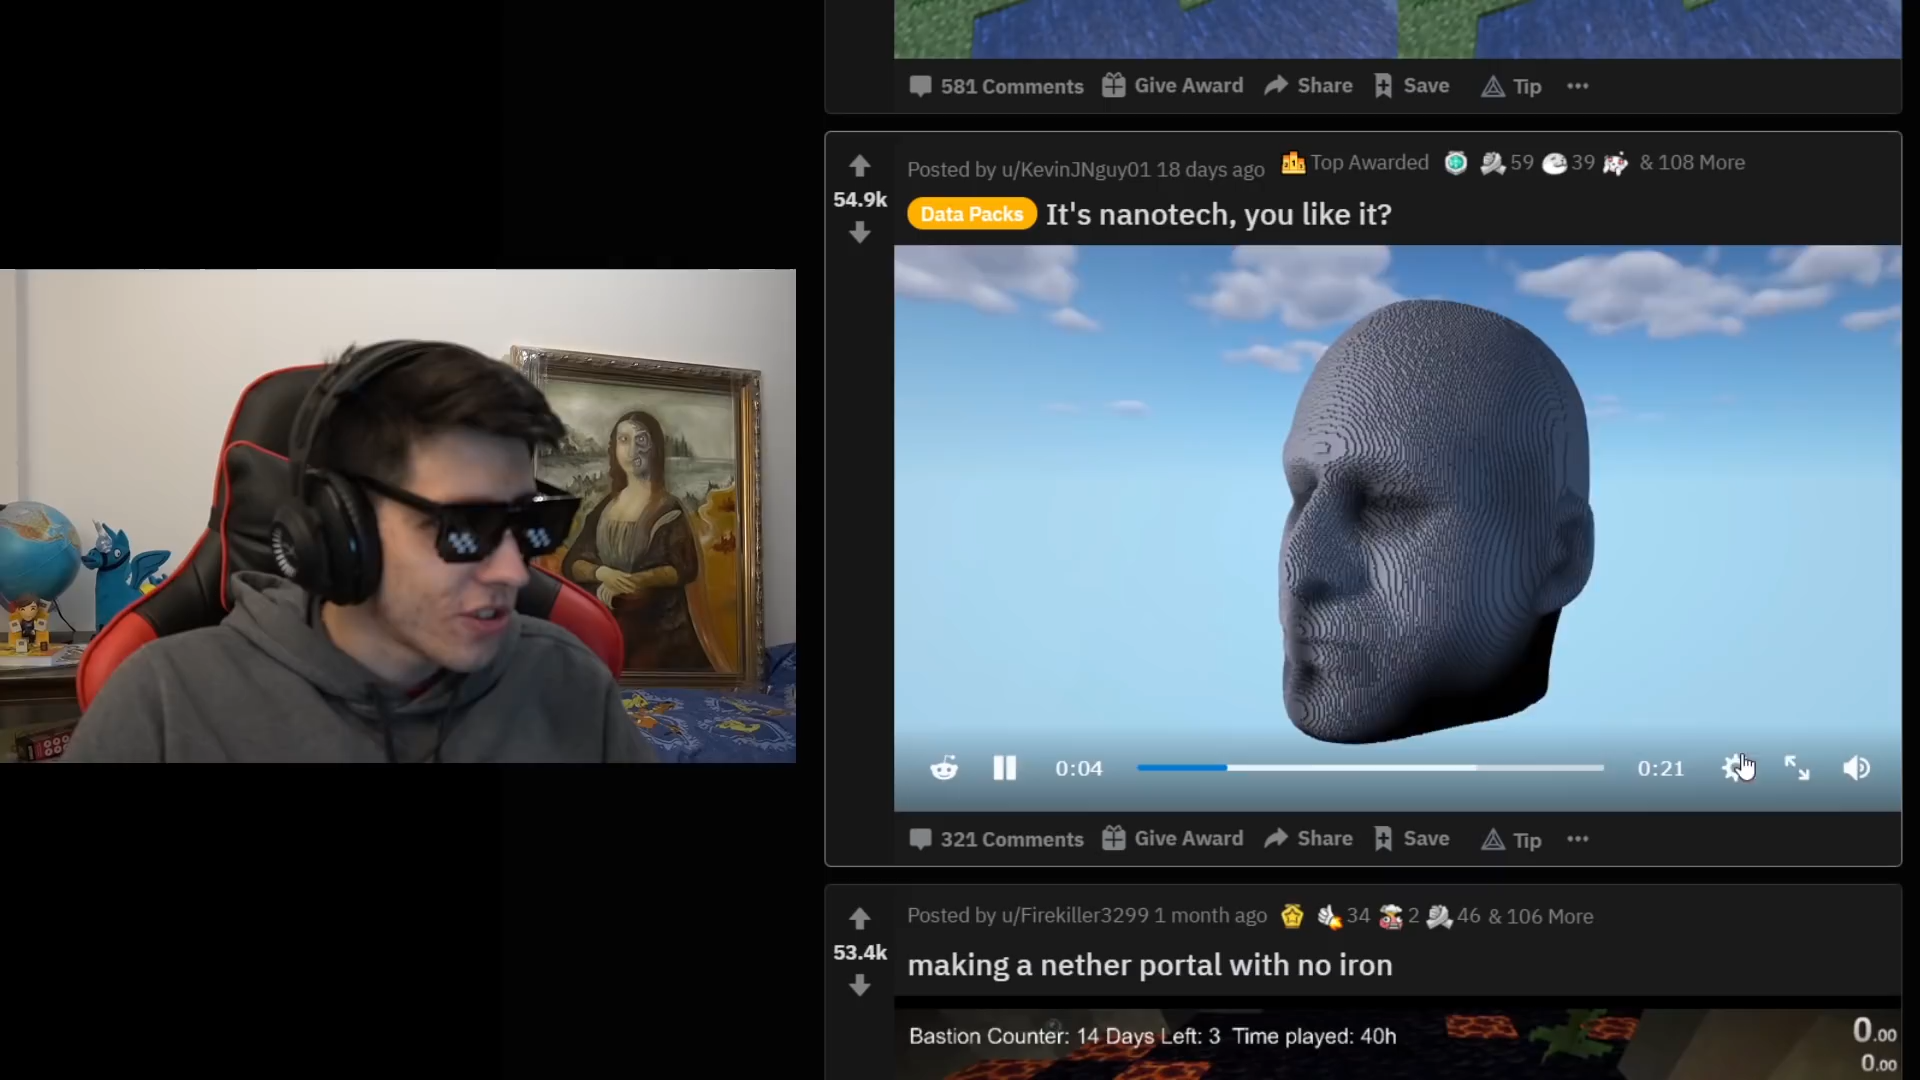 581 Comments Give Award Share Save Tip
Posted by u/KevinJNguy01 18 days ago Top Awarded 59 39 & 108 More
54.9k
Data Packs It's nanotech, you like it?
0:04 0:21
321 Comments Give Award Share Save Tip
Posted by u/Firekiller3299 1 month ago 34 2 46 & 106 More
53.4k
making a nether portal with no iron
Bastion Counter: 14 Days Left: 3 Time played: 40h
0.00
0.00